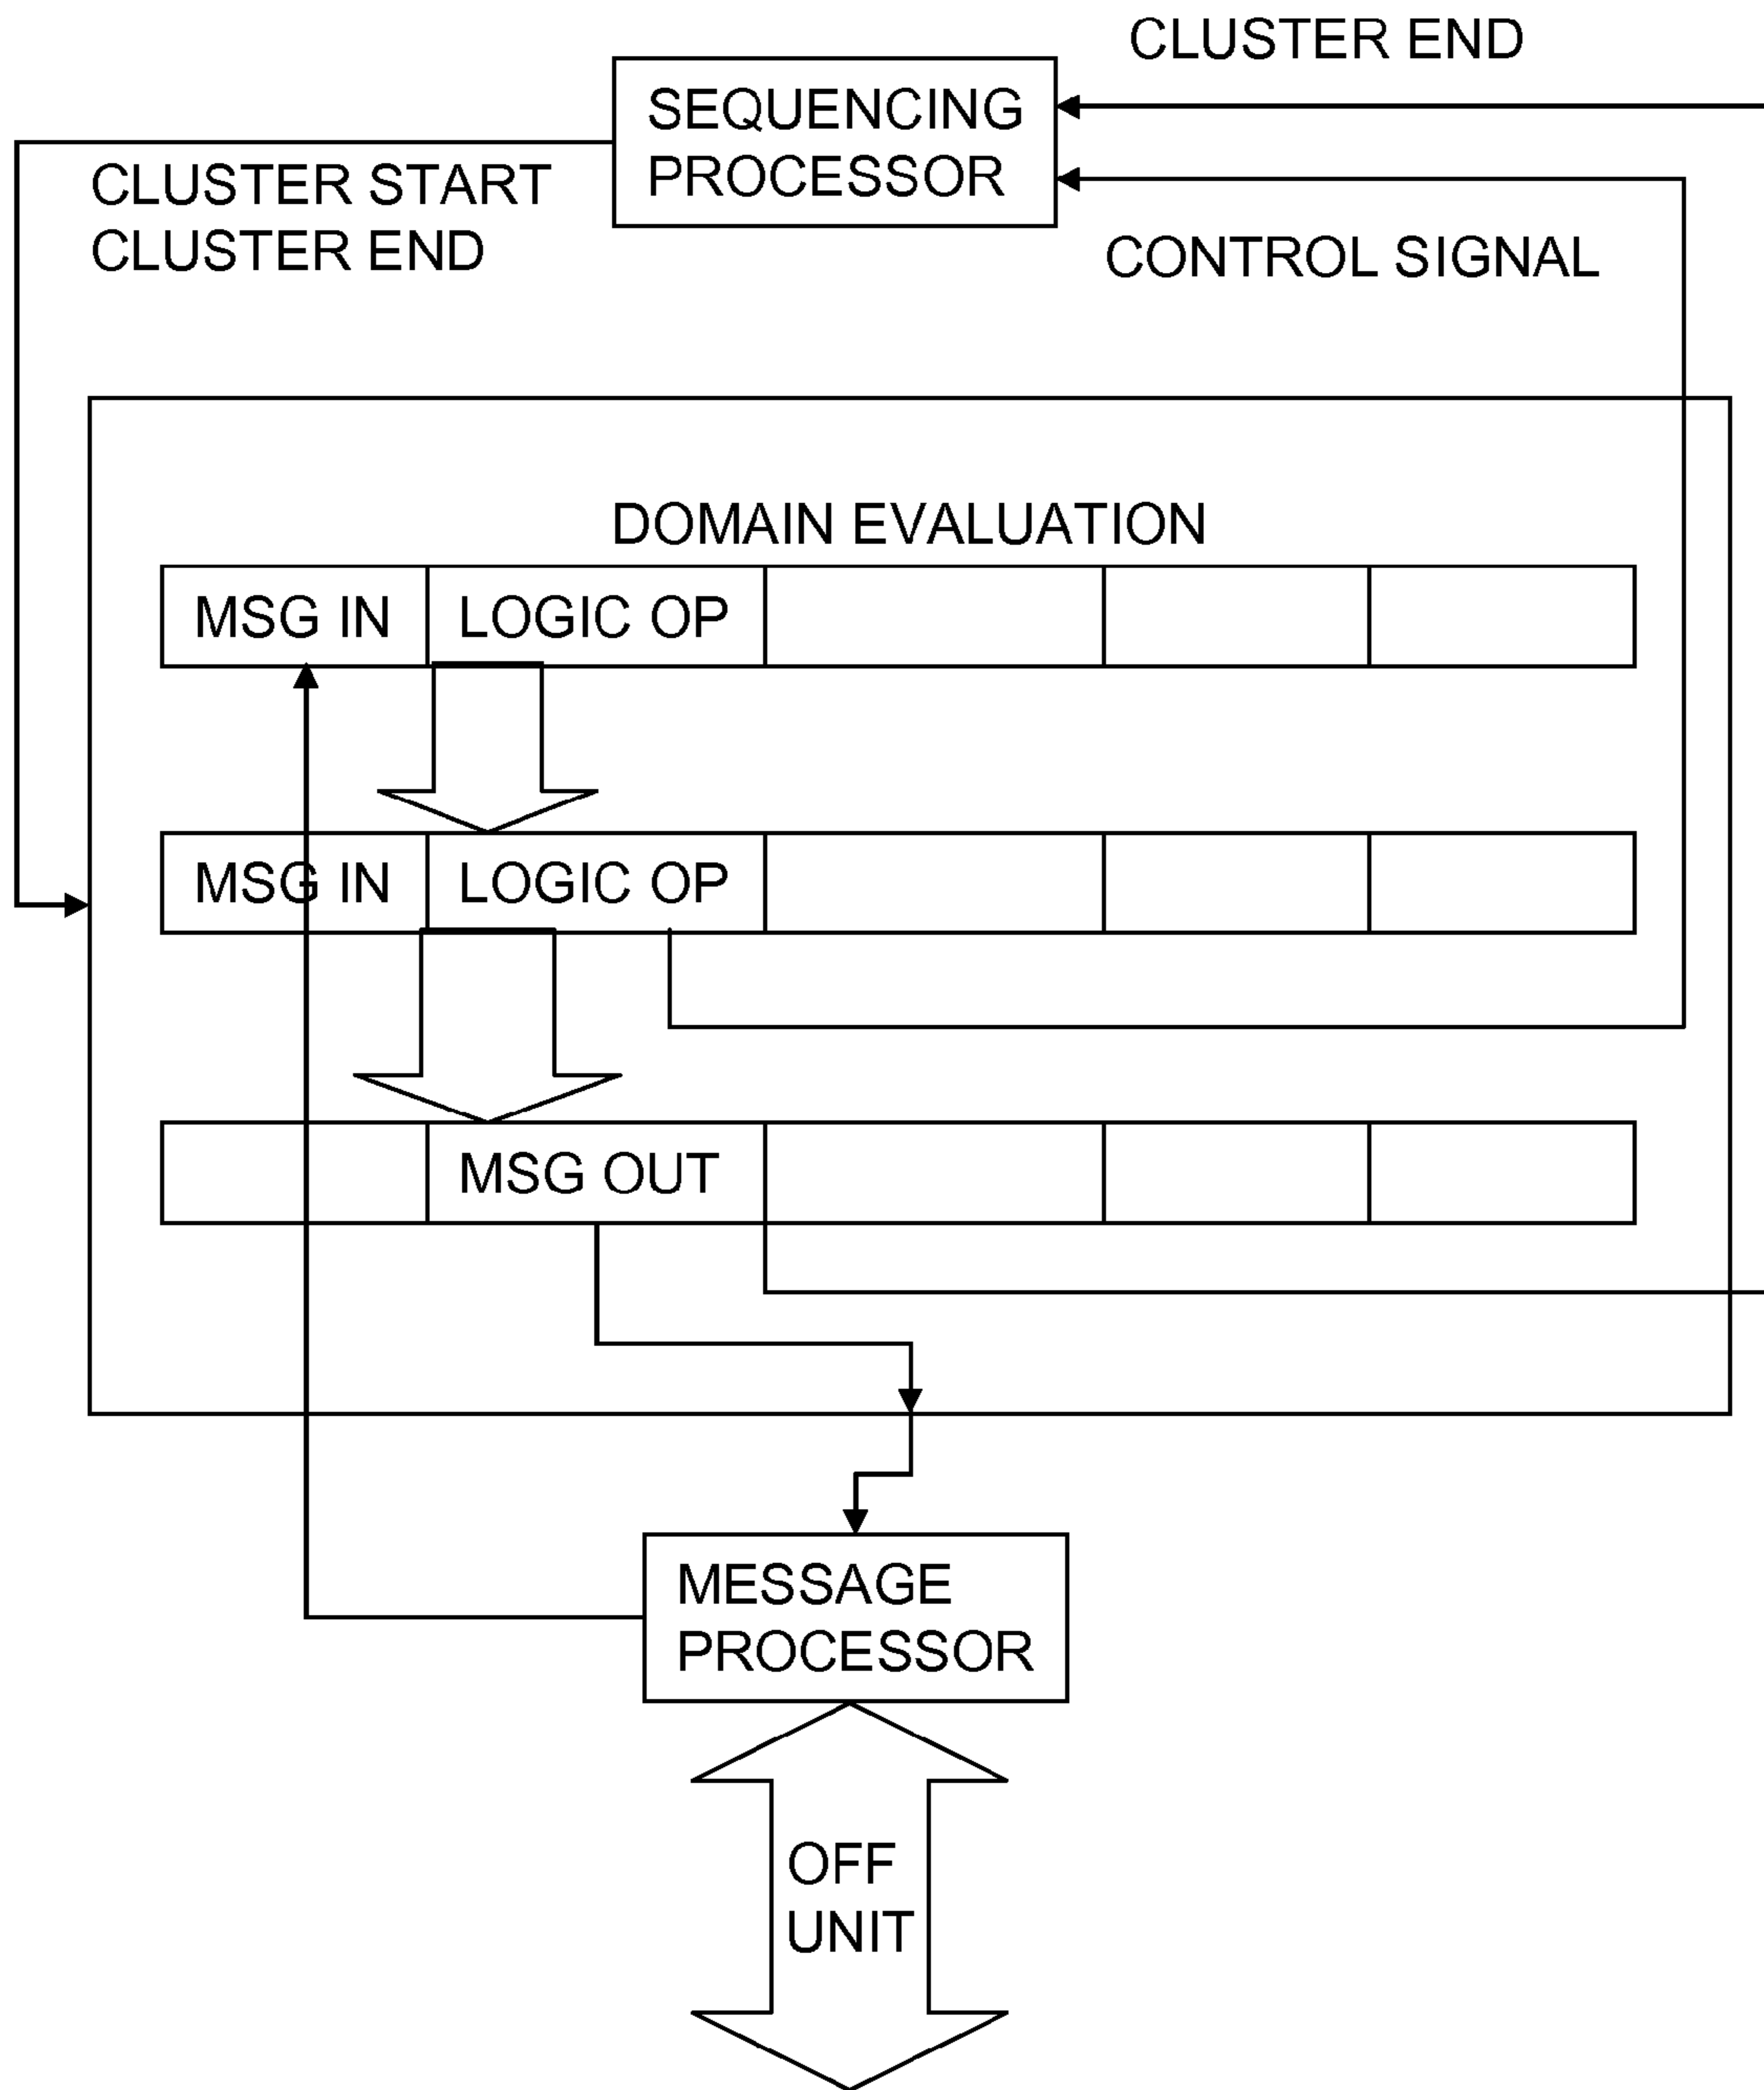 CLUSTER END
SEQUENCING
PROCESSOR
CLUSTER START
CLUSTER END
CONTROL SIGNAL
DOMAIN EVALUATION
MSG IN LOGIC OP
MSG IN LOGIC OP
MSG OUT
MESSAGE
PROCESSOR
OFF
UNIT